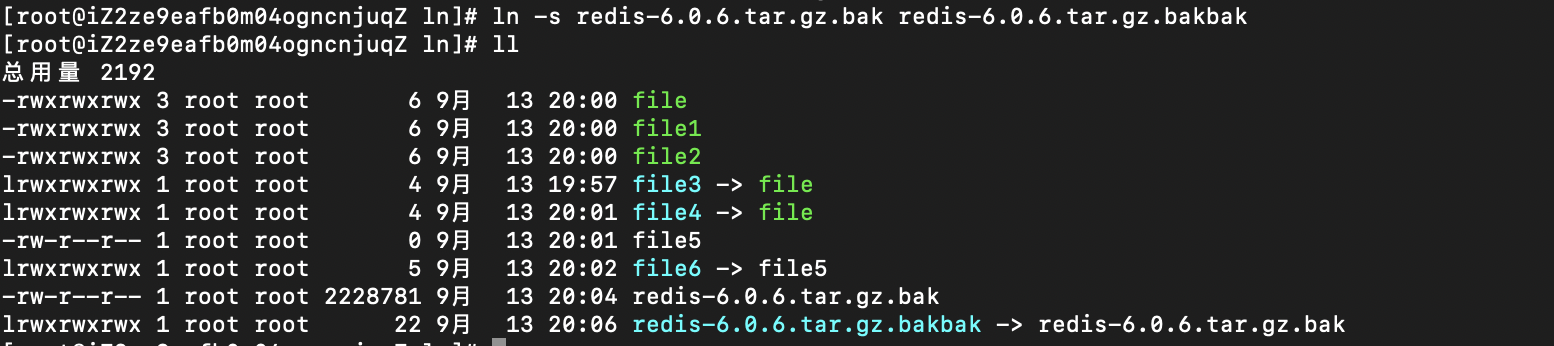 [root@iZ2ze9eafb0m04ogncnjuqZ ln]# ln -s redis-6.0.6.tar.gz.bak redis-6.0.6.tar.gz.bakbak
[root@iZ2ze9eafb0m04ogncnjuqZ ln]# ll
总用量 2192
-rwxrwxrwx 3 root root 6 9月 13 20:00 file
-rwxrwxrwx 3 root root 6 9月 13 20:00 file1
-rwxrwxrwx 3 root root 6 9月 13 20:00 file2
lrwxrwxrwx 1 root root 4 9月 13 19:57 file3 -> file
lrwxrwxrwx 1 root root 4 9月 13 20:01 file4 -> file
-rw-r--r-- 1 root root 0 9月 13 20:01 file5
lrwxrwxrwx 1 root root 5 9月 13 20:02 file6 -> file5
-rw-r--r-- 1 root root 2228781 9月 13 20:04 redis-6.0.6.tar.gz.bak
lrwxrwxrwx 1 root root 22 9月 13 20:06 redis-6.0.6.tar.gz.bakbak -> redis-6.0.6.tar.gz.bak